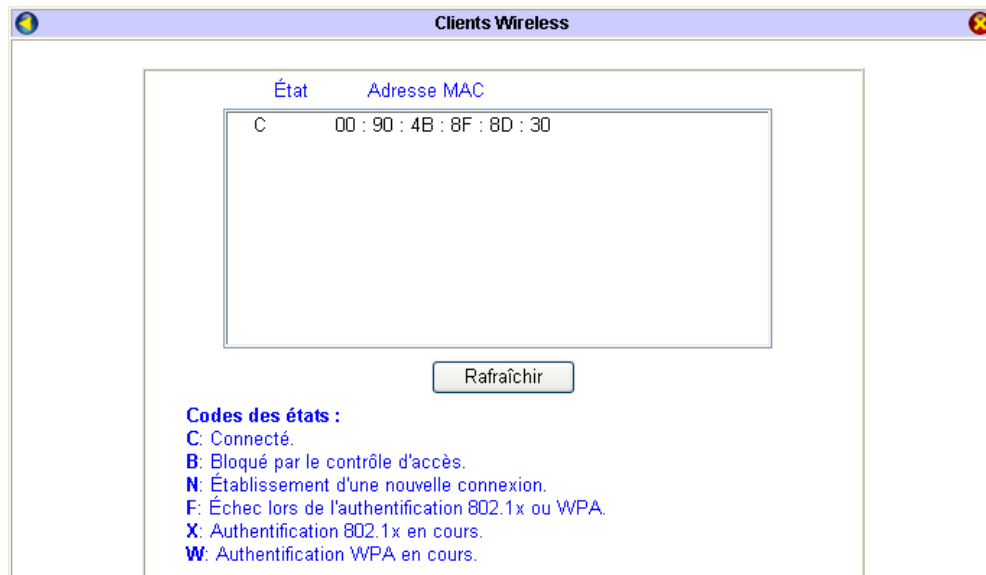 Clients Wireless
État Adresse MAC
C 00 : 90 : 4B : 8F : 8D : 30
Rafraîchir
Codes des états :
C: Connecté.
B: Bloqué par le contrôle d'accès.
N: Établissement d'une nouvelle connexion.
F: Échec lors de l'authentification 802.1x ou WPA.
X: Authentification 802.1x en cours.
W: Authentification WPA en cours.